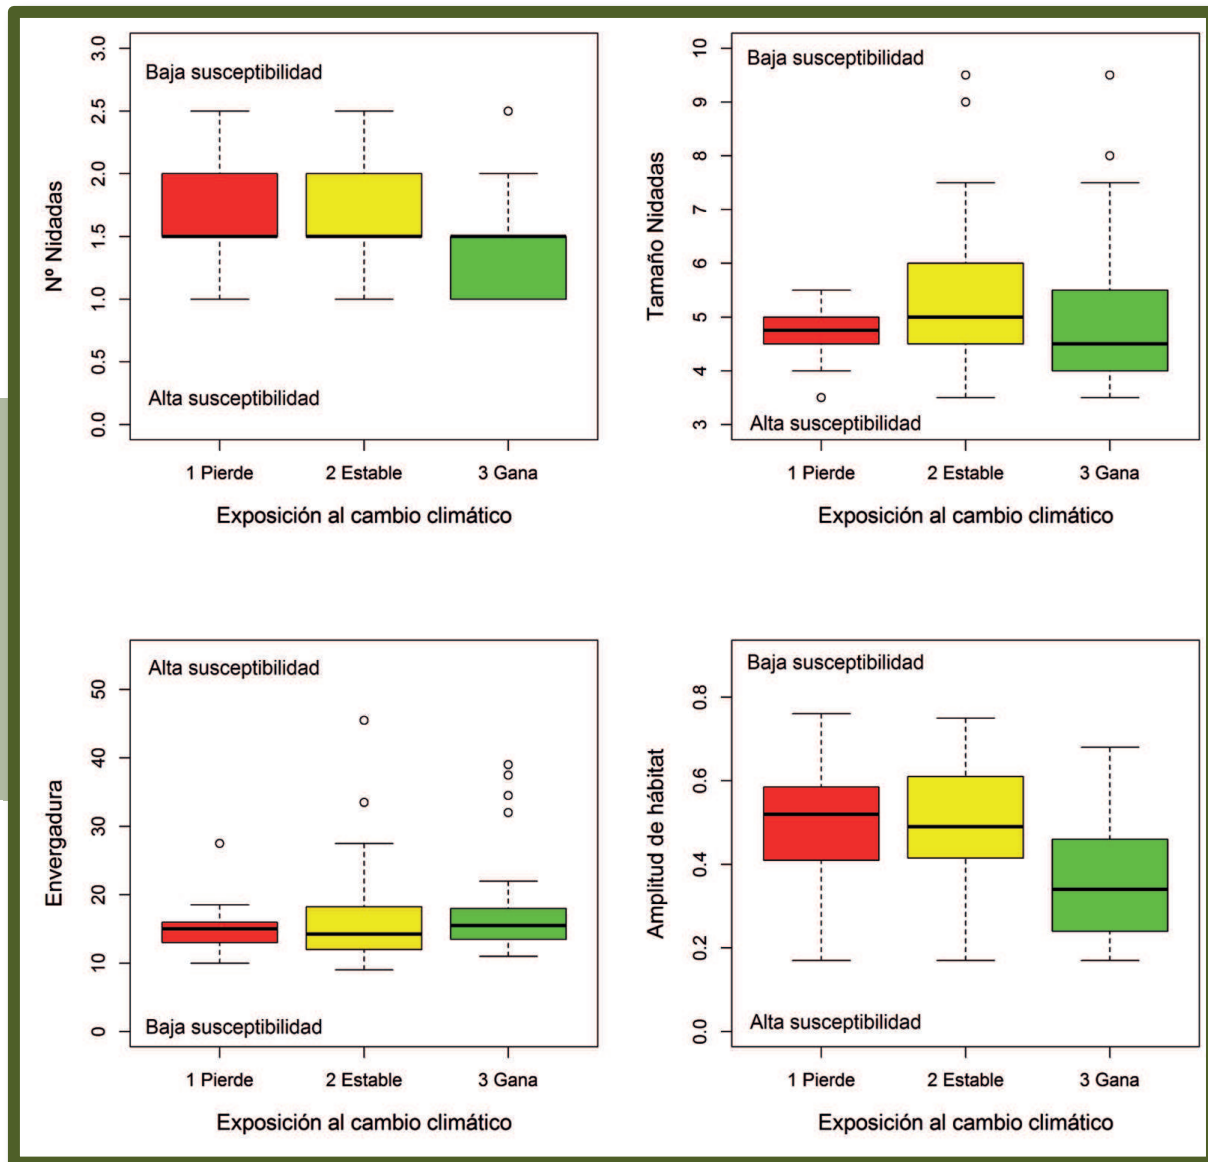 3.0
2.5
2.0
1.5
1.0
0.5
0.0
Nº Nidadas
Baja susceptibilidad
Alta susceptibilidad
1 Pierde
2 Estable
3 Gana
Exposición al cambio climático
10
9
8
7
6
5
4
3
Tamaño Nidadas
Baja susceptibilidad
Alta susceptibilidad
1 Pierde
2 Estable
3 Gana
Exposición al cambio climático
50
40
30
20
10
0
Envergadura
Alta susceptibilidad
Baja susceptibilidad
1 Pierde
2 Estable
3 Gana
Exposición al cambio climático
0.8
0.6
0.4
0.2
0.0
Amplitud de hábitat
Baja susceptibilidad
Alta susceptibilidad
1 Pierde
2 Estable
3 Gana
Exposición al cambio climático